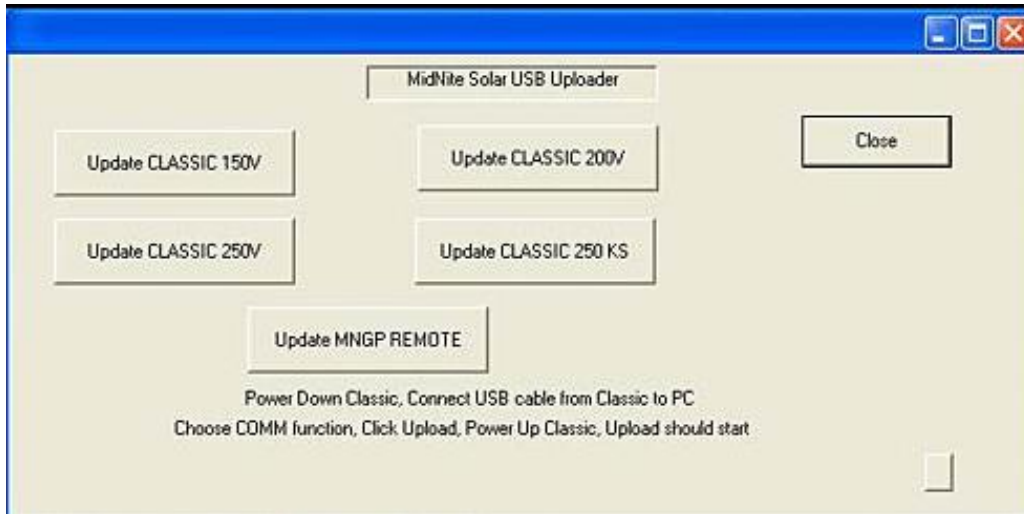 MidNite Solar USB Uploader
Update CLASSIC 150V
Update CLASSIC 200V
Close
Update CLASSIC 250V
Update CLASSIC 250 KS
Update MNGP REMOTE
Power Down Classic, Connect USB cable from Classic to PC
Choose COMM function, Click Upload, Power Up Classic, Upload should start